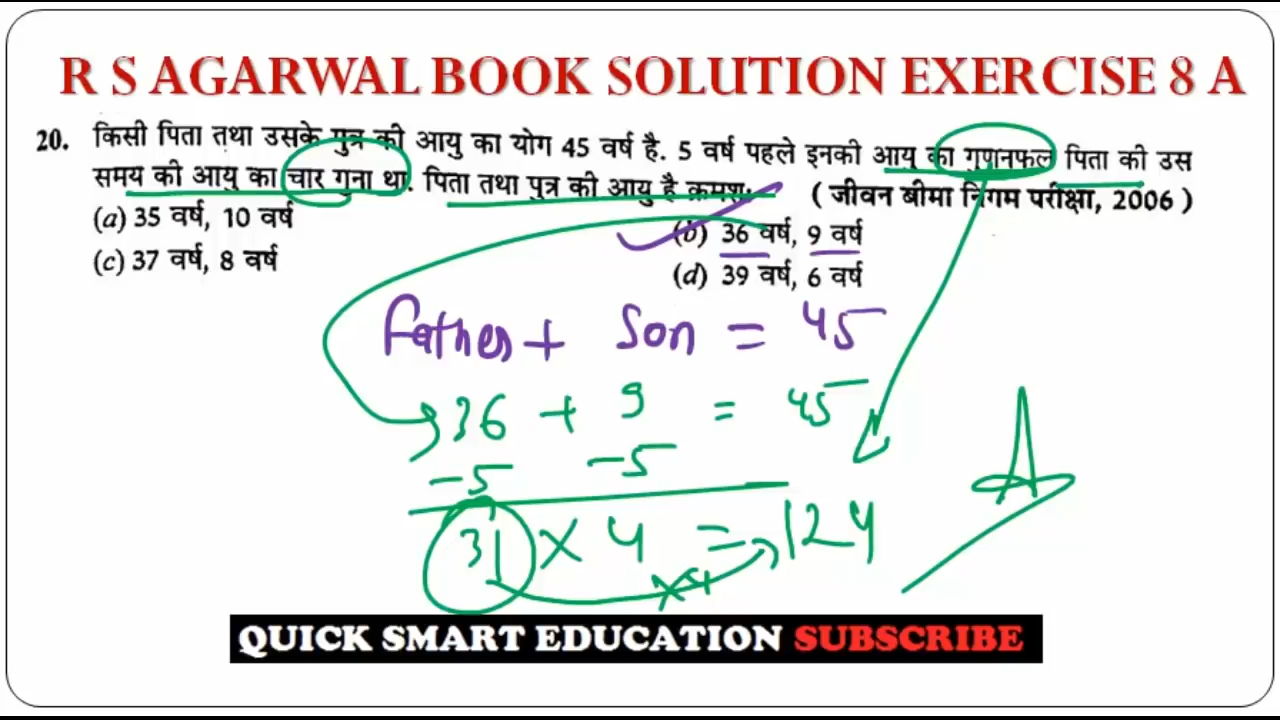 R S AGARWAL BOOK SOLUTION EXERCISE 8 A
20. किसी पिता तथा उसके पुत्र की आयु का योग 45 वर्ष है. 5 वर्ष पहले इनकी आयु का गुणनफल पिता की उस
समय की आयु का चार गुना था. पिता तथा पुत्र की आयु है क्रमशः
( जीवन बीमा निगम परीक्षा, 2006 )
(a) 35 वर्ष, 10 वर्ष
(b) 36 वर्ष, 9 वर्ष
(c) 37 वर्ष, 8 वर्ष
(d) 39 वर्ष, 6 वर्ष
Father + Son = 45
36 + 9 = 45
-5 -5
31 × 4 = 124
×4
QUICK SMART EDUCATION SUBSCRIBE